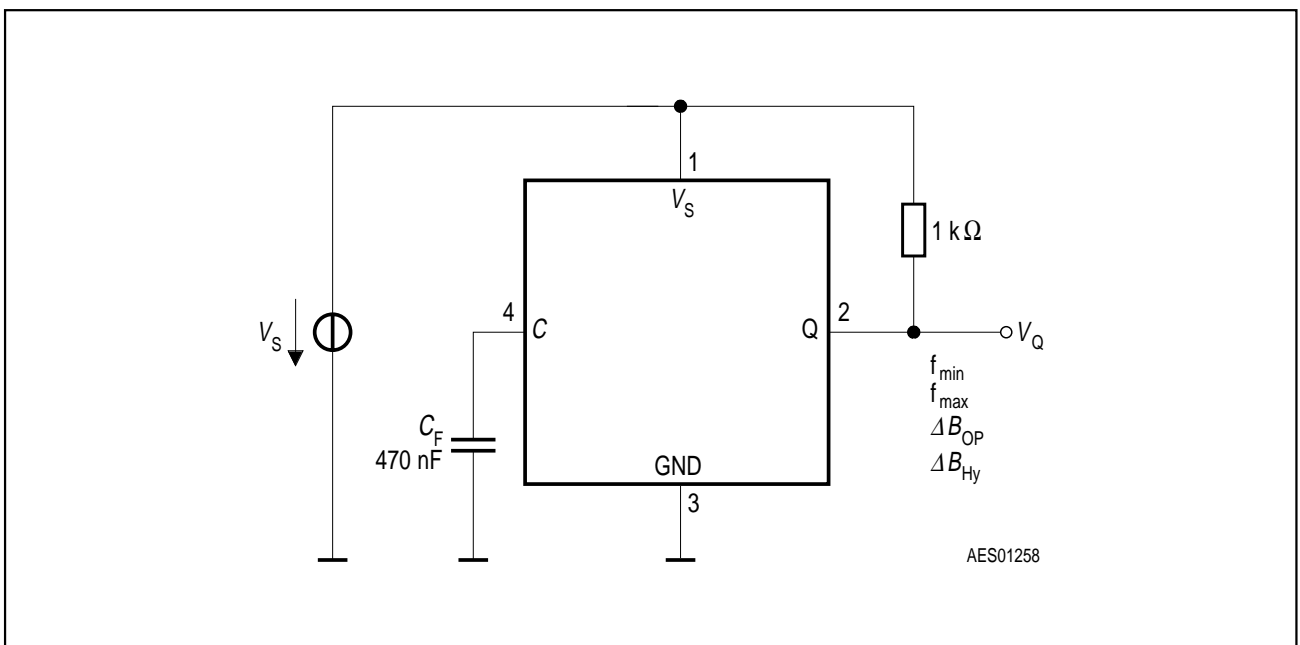 1
V_S
1 kΩ
4
C
Q
2
V_Q
V_S
f_min
f_max
ΔB_OP
ΔB_Hy
C_F
470 nF
GND
3
AES01258